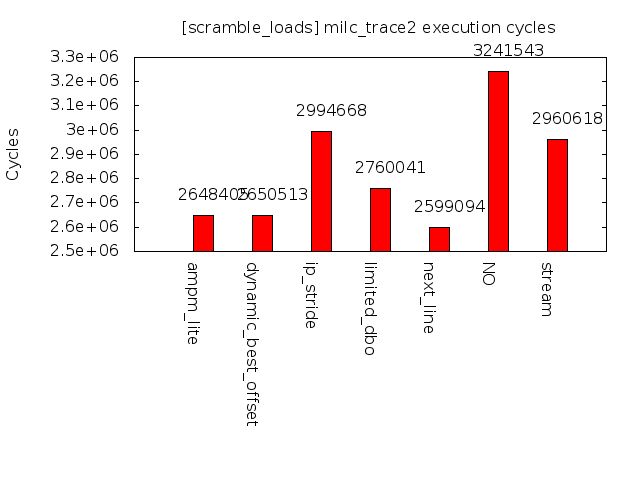 [scramble_loads] milc_trace2 execution cycles
Cycles
3.3e+06
3.2e+06
3.1e+06
3e+06
2.9e+06
2.8e+06
2.7e+06
2.6e+06
2.5e+06
2648405
2650513
2994668
2760041
2599094
3241543
2960618
ampm_lite
dynamic_best_offset
ip_stride
limited_dbo
next_line
NO
stream